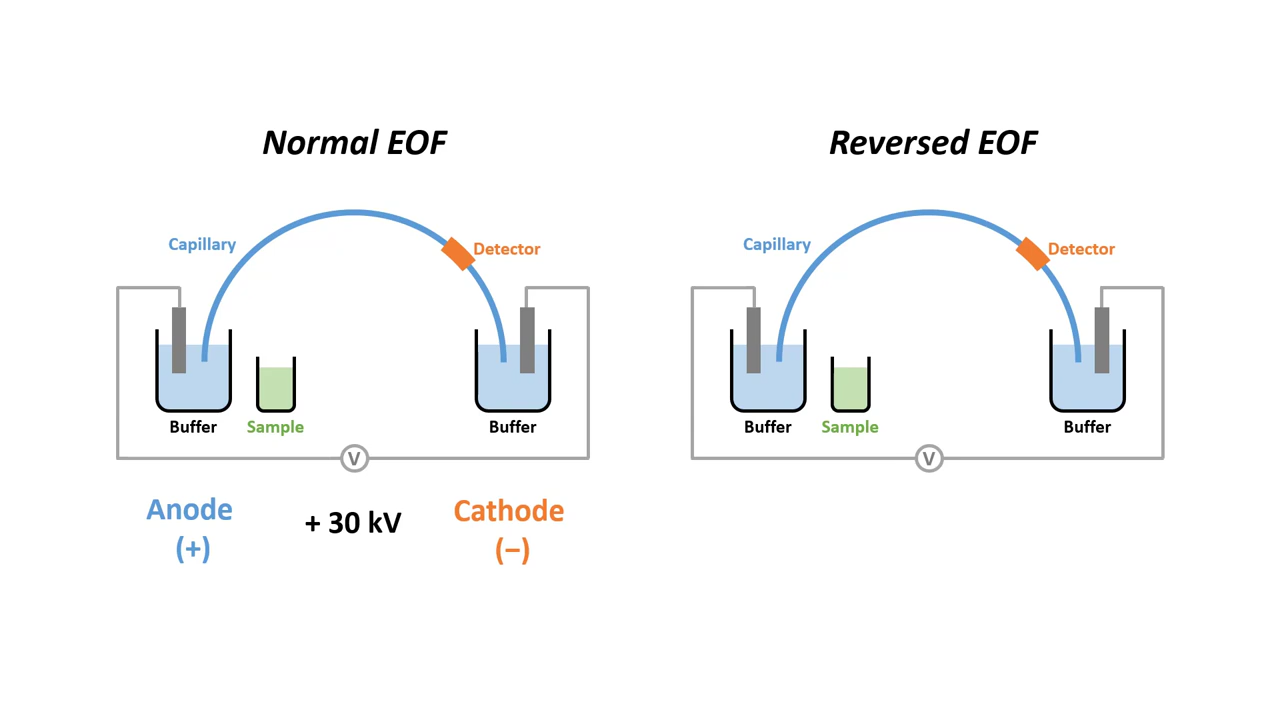 Normal EOF
Capillary
Detector
Buffer
Sample
Buffer
V
Anode
(+)
+ 30 kV
Cathode
(–)
Reversed EOF
Capillary
Detector
Buffer
Sample
Buffer
V